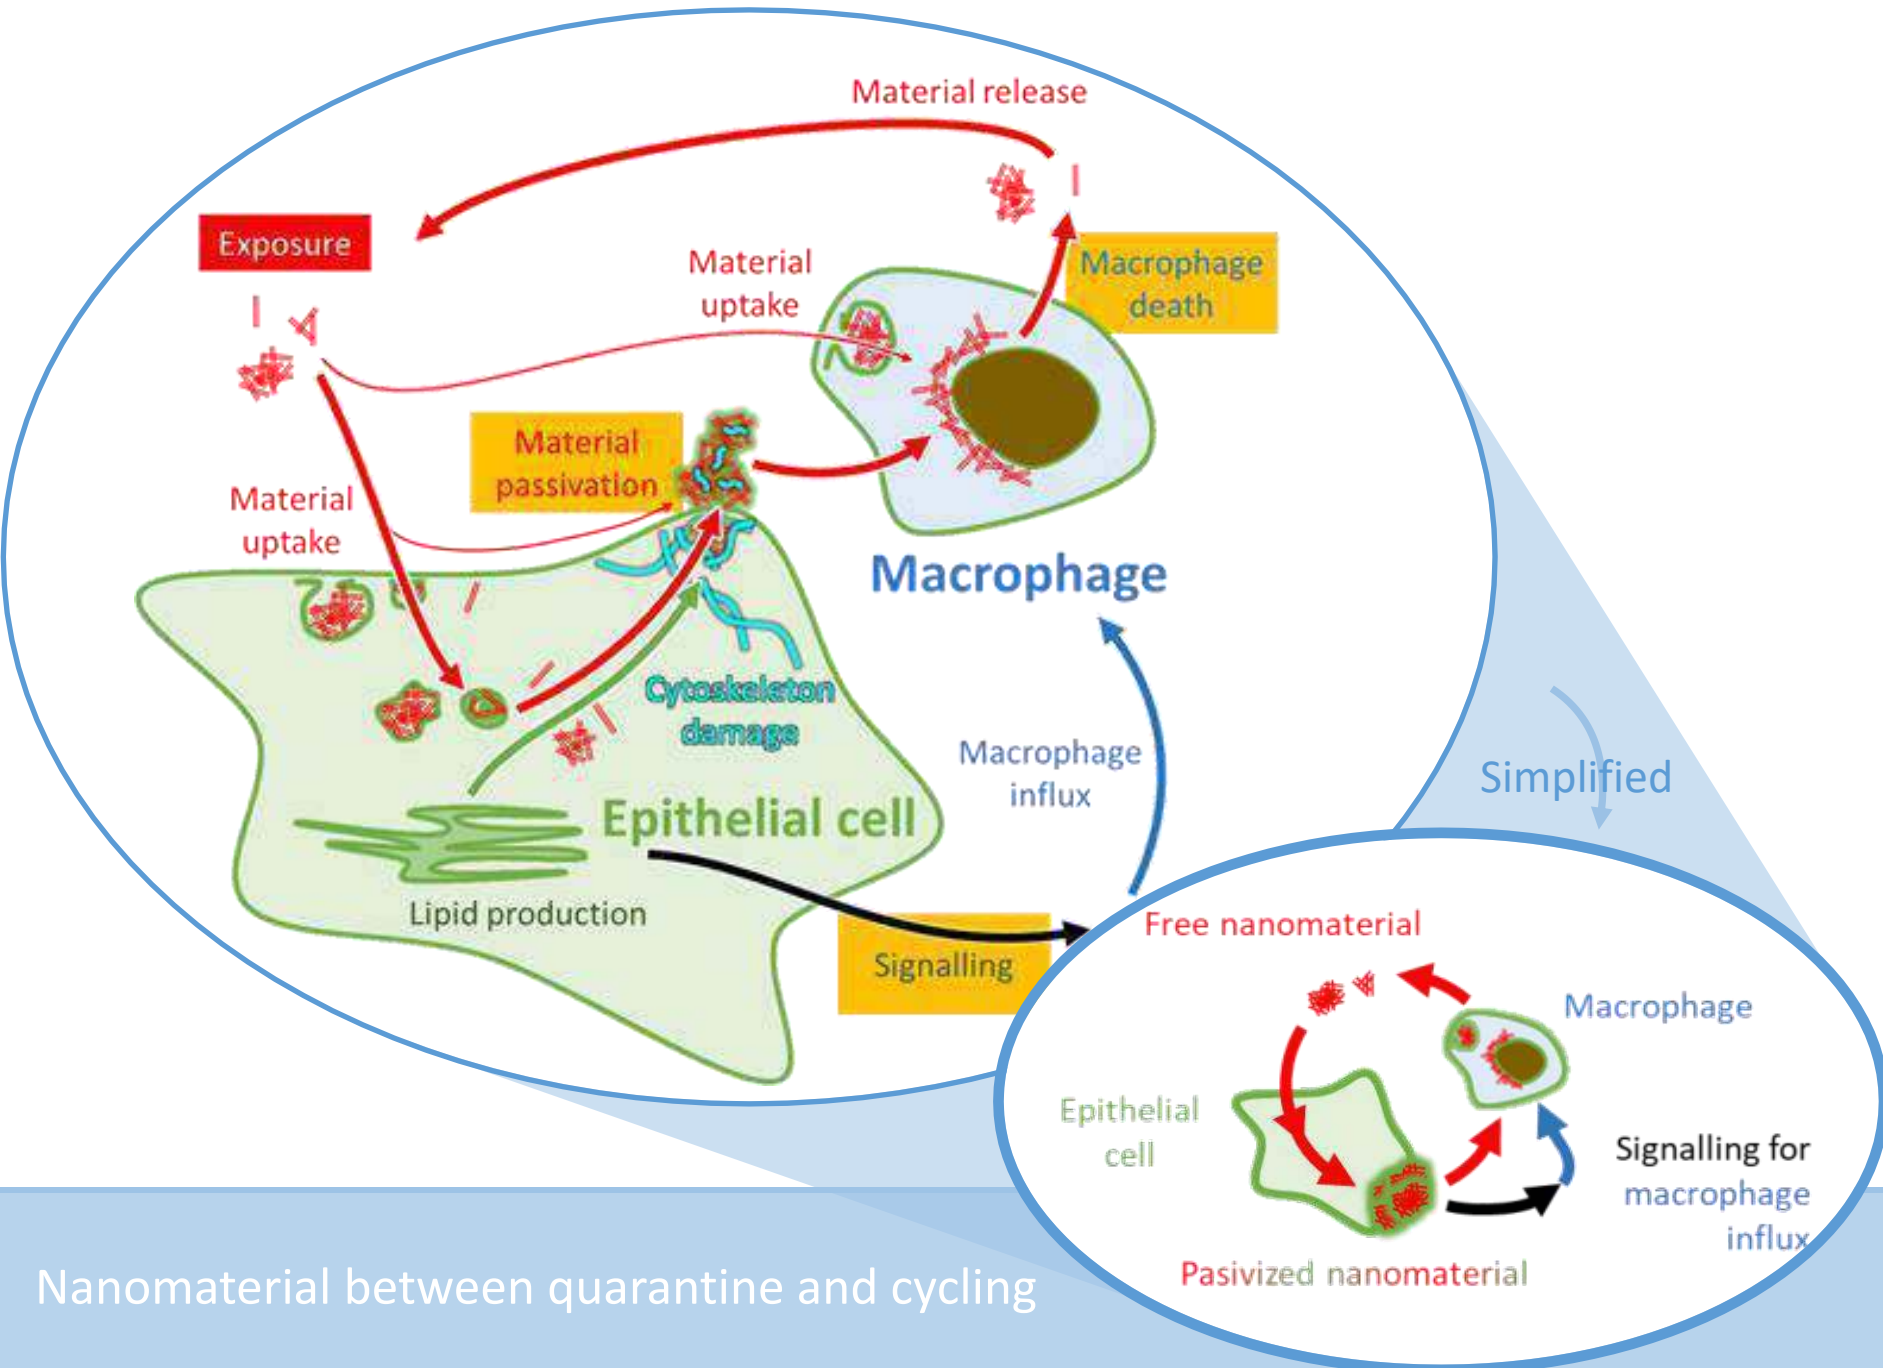 Material release
Exposure
Material
uptake
Macrophage
death
Material
passivation
Material
uptake
Macrophage
Cytoskeleton
damage
Macrophage
influx
Epithelial cell
Lipid production
Signalling
Simplified
Free nanomaterial
Macrophage
Epithelial
cell
Signalling for
macrophage
influx
Pasivized nanomaterial
Nanomaterial between quarantine and cycling